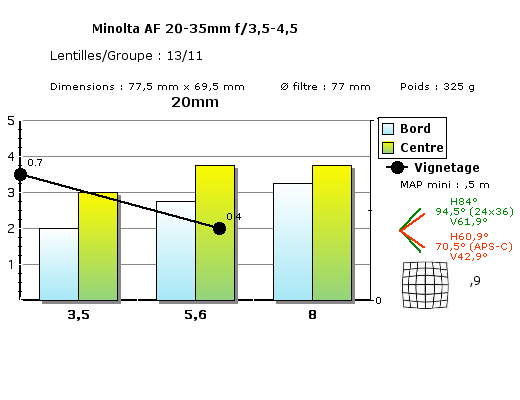 Minolta AF 20-35mm f/3,5-4,5
Lentilles/Groupe : 13/11
Dimensions : 77,5 mm x 69,5 mm Ø filtre : 77 mm Poids : 325 g
20mm
5
4
3
2
1
0.7
0.4
0
3,5 5,6 8
Bord
Centre
Vignetage
MAP mini : ,5 m
H84°
94,5° (24x36)
V61,9°
H60,9°
70,5° (APS-C)
V42,9°
,9